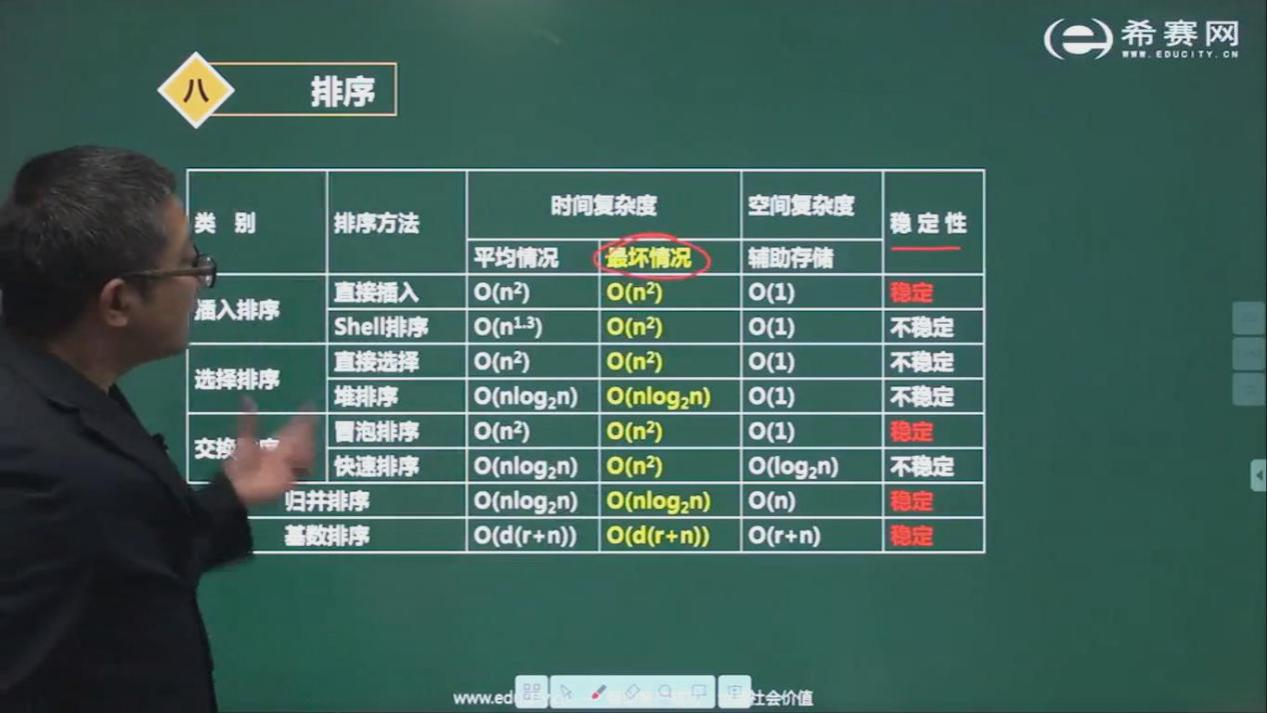 希赛网
WWW.EDUCITY.CN
八 排序
类 别 排序方法 时间复杂度 空间复杂度 稳定性
平均情况 最坏情况 辅助存储
插入排序 直接插入 O(n²) O(n²) O(1) 稳定
Shell排序 O(n¹·³) O(n²) O(1) 不稳定
选择排序 直接选择 O(n²) O(n²) O(1) 不稳定
堆排序 O(nlog₂n) O(nlog₂n) O(1) 不稳定
交换 冒泡排序 O(n²) O(n²) O(1) 稳定
快速排序 O(nlog₂n) O(n²) O(log₂n) 不稳定
归并排序 O(nlog₂n) O(nlog₂n) O(n) 稳定
基数排序 O(d(r+n)) O(d(r+n)) O(r+n) 稳定
社会价值